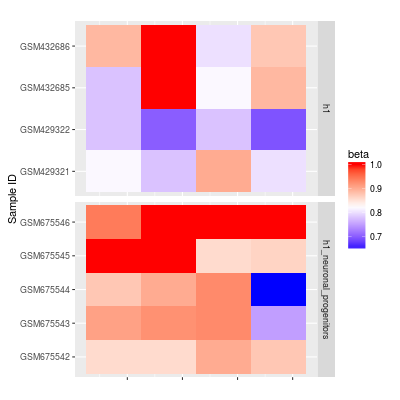 GSM432686
GSM432685
GSM429322
GSM429321
h1
GSM675546
GSM675545
GSM675544
GSM675543
GSM675542
h1_neuronal_progenitors
Sample ID
beta
1.0
0.9
0.8
0.7